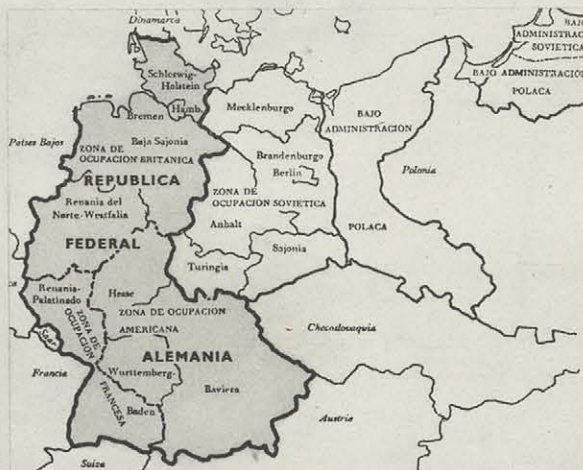 Dinamarca
Schleswig-
Holstein
Hamb.
Bremen
Mecklenburgo
Paises Bajos
Baja Sajonia
ZONA DE
OCUPACION BRITANICA
REPUBLICA
Renania del
Norte-Westfalia
FEDERAL
Brandenburgo
Berlin
ZONA DE
OCUPACION SOVIETICA
Anhalt
Sajonia
Turingia
BAJO
ADMINISTRACION
POLACA
Polonia
BAJO
ADMINISTRACION
SOVIETICA
BAJO ADMINISTRACION
POLACA
Renania-
Palatinado
Hesse
ZONA DE OCUPACION
AMERICANA
ZONA DE
OCUPACION
FRANCESA
Saar
ALEMANIA
Wurttemberg-
Baden
Baviera
Francia
Suiza
Austria
Checoslovaquia